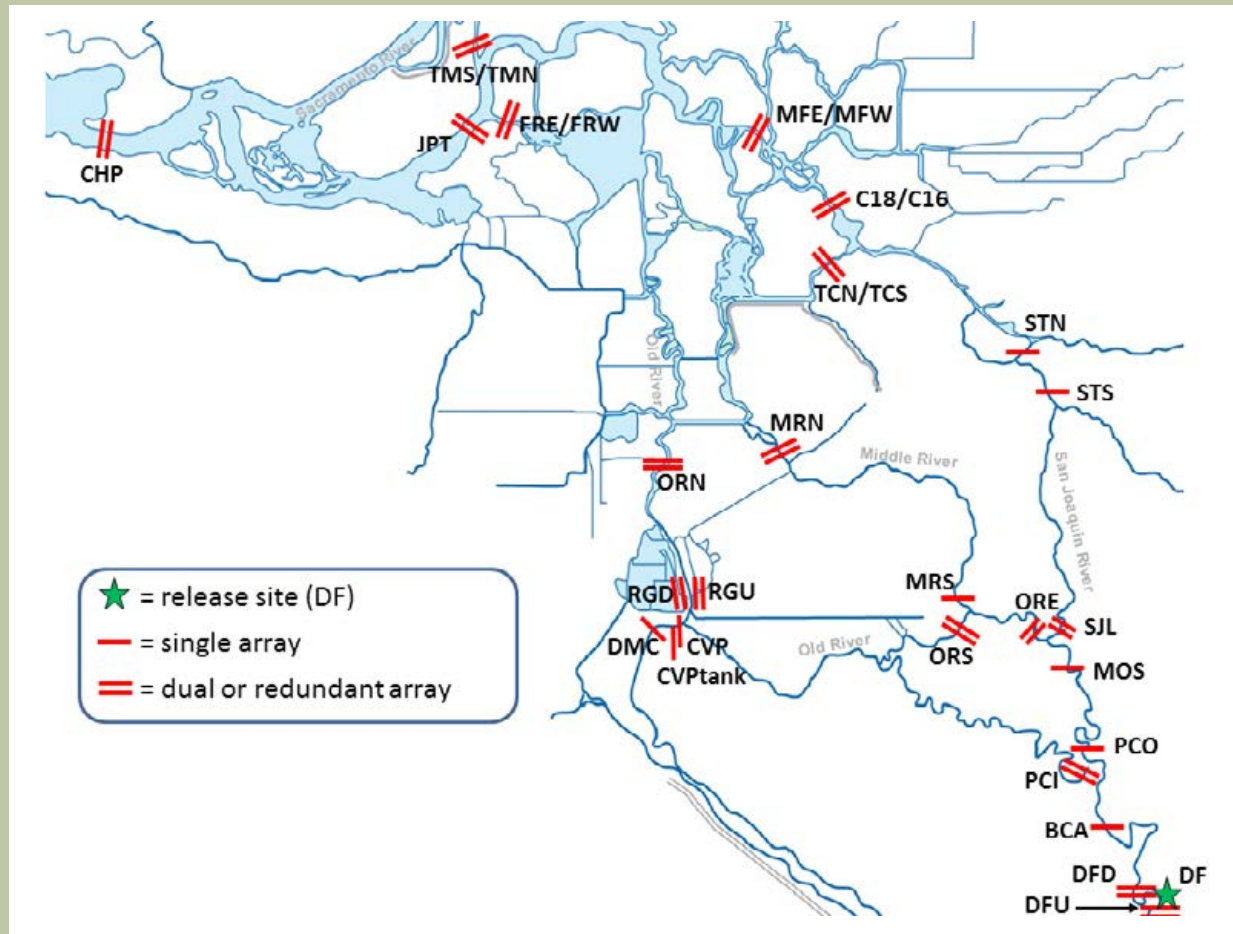 Sacramento River
TMS/TMN
FRE/FRW
JPT
CHP
MFE/MFW
C18/C16
TCN/TCS
STN
STS
Old River
MRN
Middle River
San Joaquin River
ORN
RGD
RGU
MRS
ORE
SJL
DMC
CVP
CVPtank
Old River
ORS
MOS
PCO
PCI
BCA
DFD
DF
DFU
= release site (DF)
= single array
= dual or redundant array